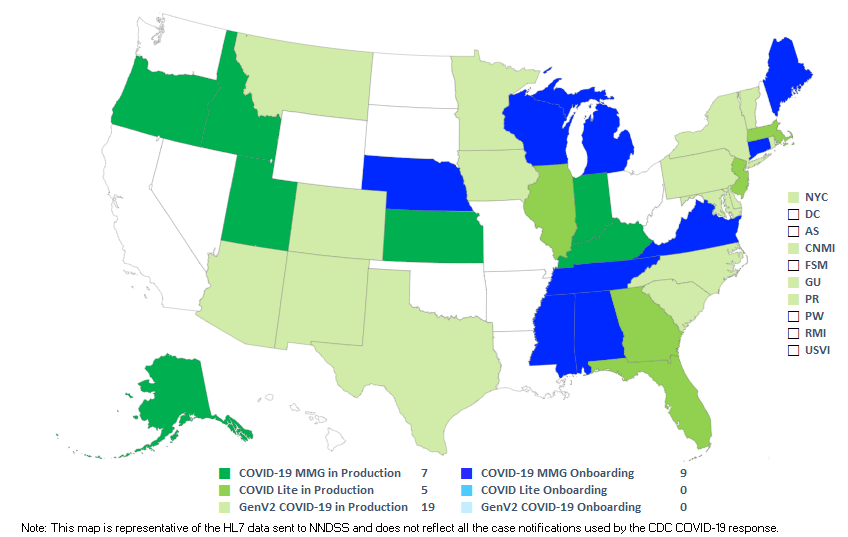 NYC
DC
AS
CNMI
FSM
GU
PR
PW
RMI
USVI
COVID-19 MMG in Production 7 COVID-19 MMG Onboarding 9
COVID Lite in Production 5 COVID Lite Onboarding 0
GenV2 COVID-19 in Production 19 GenV2 COVID-19 Onboarding 0
Note: This map is representative of the HL7 data sent to NNDSS and does not reflect all the case notifications used by the CDC COVID-19 response.